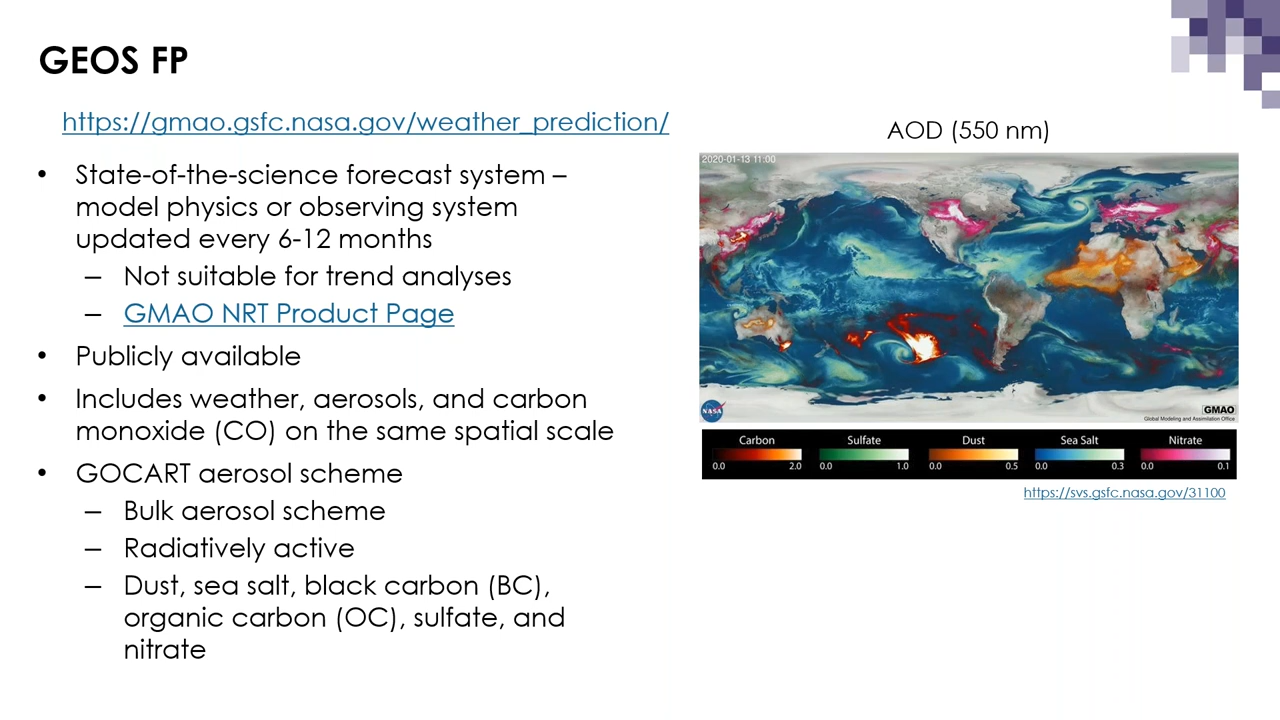 GEOS FP
https://gmao.gsfc.nasa.gov/weather_prediction/
• State-of-the-science forecast system –
model physics or observing system
updated every 6-12 months
– Not suitable for trend analyses
– GMAO NRT Product Page
• Publicly available
• Includes weather, aerosols, and carbon
monoxide (CO) on the same spatial scale
• GOCART aerosol scheme
– Bulk aerosol scheme
– Radiatively active
– Dust, sea salt, black carbon (BC),
organic carbon (OC), sulfate, and
nitrate
AOD (550 nm)
2020-01-13 11:00
NASA
GMAO
Global Modeling and Assimilation Office
Carbon Sulfate Dust Sea Salt Nitrate
0.0 2.0 0.0 1.0 0.0 0.5 0.0 0.3 0.0 0.1
https://svs.gsfc.nasa.gov/31100